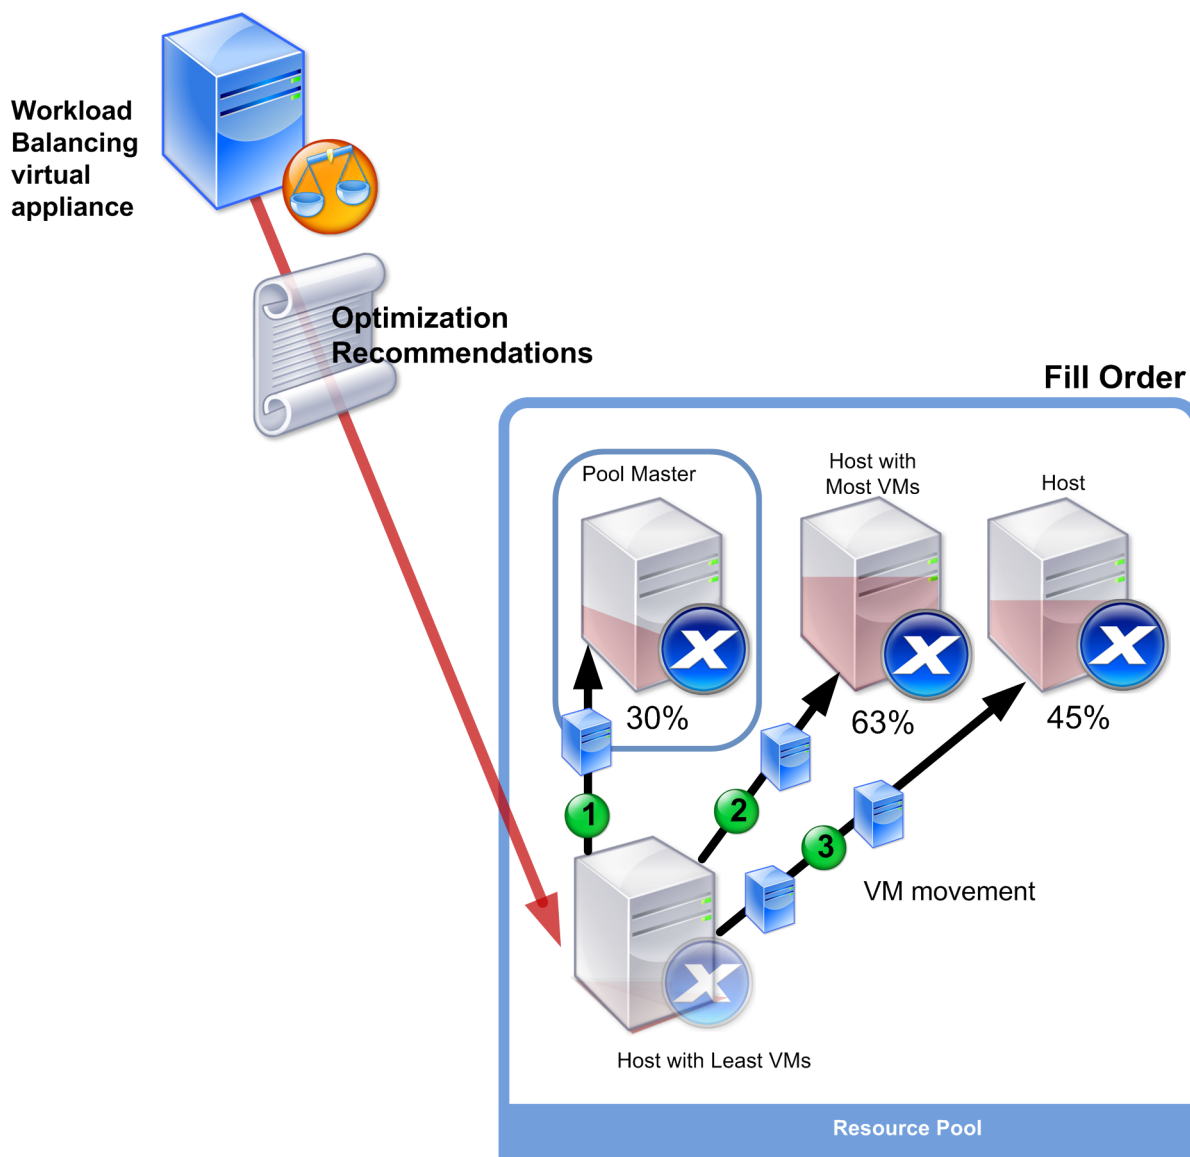 Workload
Balancing
virtual
appliance
Optimization
Recommendations
Fill Order
Pool Master
Host with
Most VMs
Host
X
X
X
30%
63%
45%
1
2
3
VM movement
X
Host with Least VMs
Resource Pool